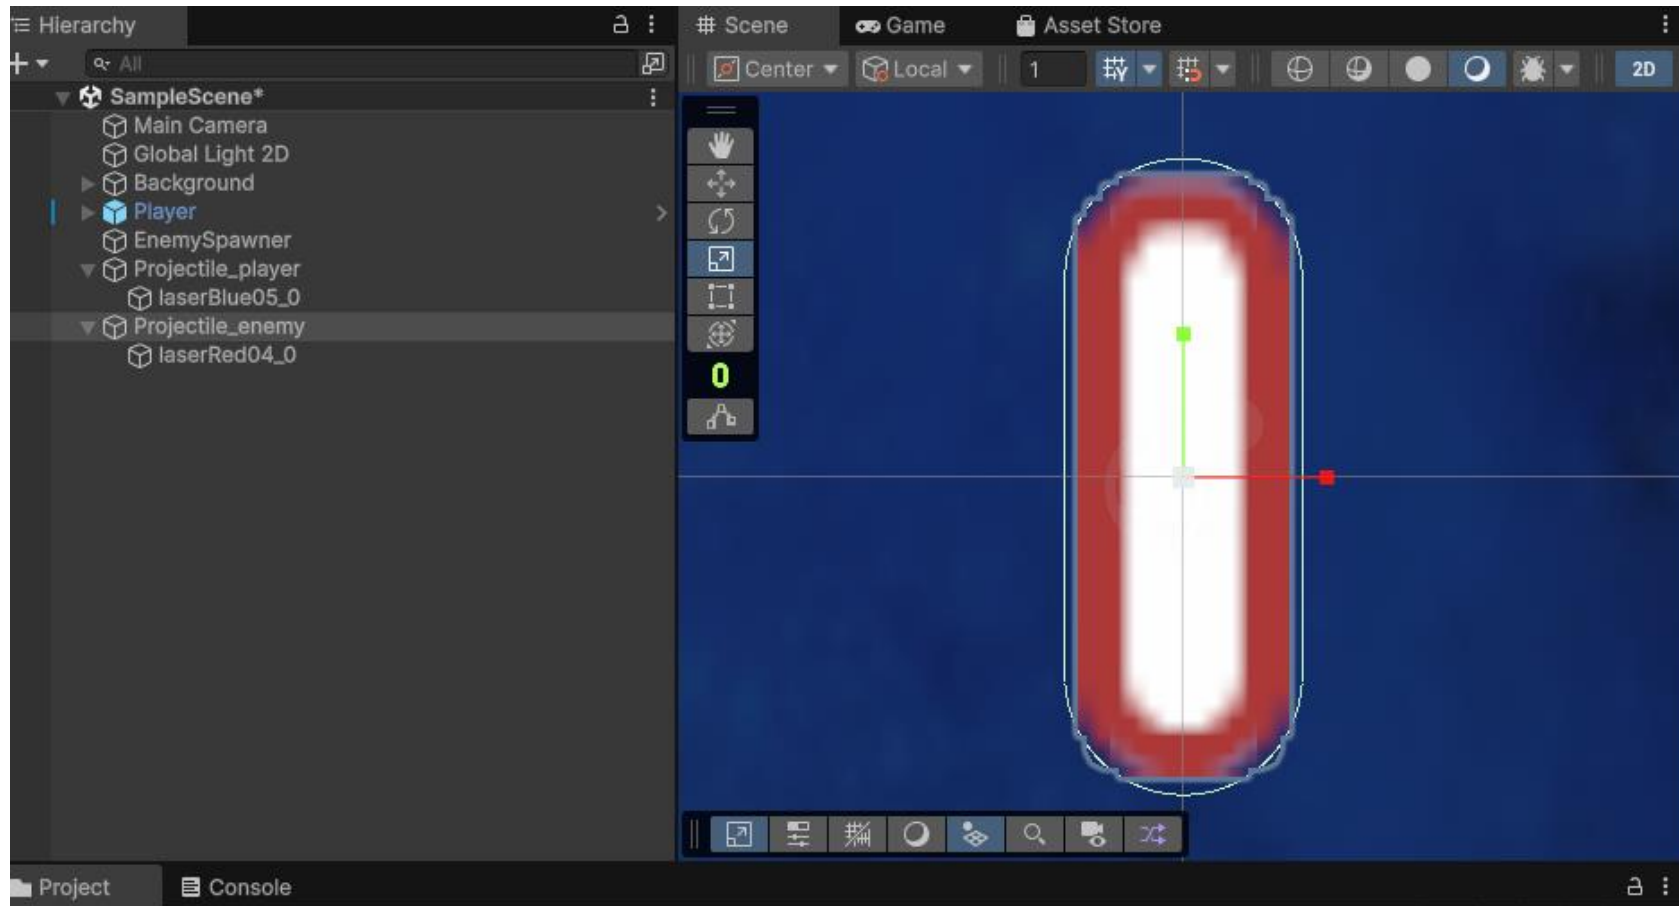 Hierarchy
All
SampleScene*
Main Camera
Global Light 2D
Background
Player
EnemySpawner
Projectile_player
laserBlue05_0
Projectile_enemy
laserRed04_0
Scene Game Asset Store
Center Local 1 2D
0
Project Console